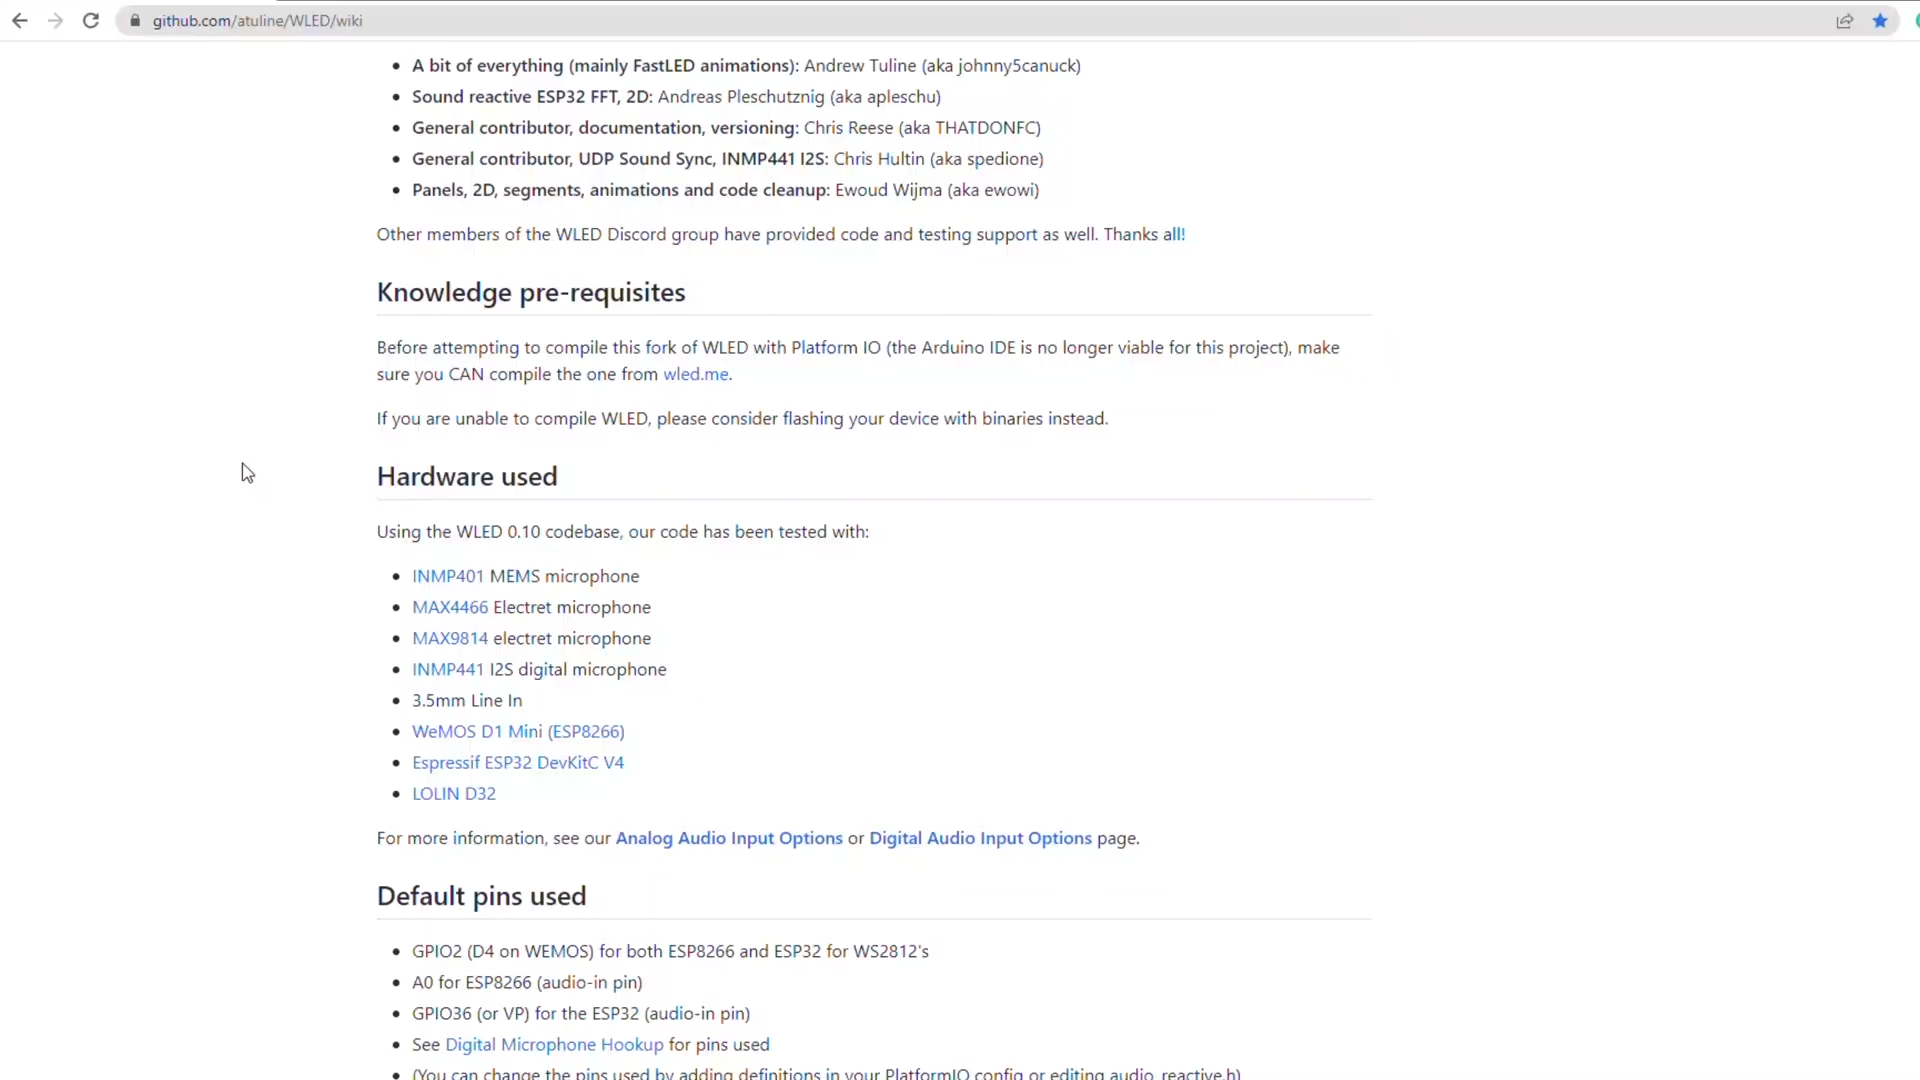 github.com/atuline/WLED/wiki
A bit of everything (mainly FastLED animations): Andrew Tuline (aka johnny5canuck)
Sound reactive ESP32 FFT, 2D: Andreas Pleschutznig (aka apleschu)
General contributor, documentation, versioning: Chris Reese (aka THATDONFC)
General contributor, UDP Sound Sync, INMP441 I2S: Chris Hultin (aka spedione)
Panels, 2D, segments, animations and code cleanup: Ewoud Wijma (aka ewowi)
Other members of the WLED Discord group have provided code and testing support as well. Thanks all!
Knowledge pre-requisites
Before attempting to compile this fork of WLED with Platform IO (the Arduino IDE is no longer viable for this project), make
sure you CAN compile the one from wled.me.
If you are unable to compile WLED, please consider flashing your device with binaries instead.
Hardware used
Using the WLED 0.10 codebase, our code has been tested with:
INMP401 MEMS microphone
MAX4466 Electret microphone
MAX9814 electret microphone
INMP441 I2S digital microphone
3.5mm Line In
WeMOS D1 Mini (ESP8266)
Espressif ESP32 DevKitC V4
LOLIN D32
For more information, see our Analog Audio Input Options or Digital Audio Input Options page.
Default pins used
GPIO2 (D4 on WEMOS) for both ESP8266 and ESP32 for WS2812's
A0 for ESP8266 (audio-in pin)
GPIO36 (or VP) for the ESP32 (audio-in pin)
See Digital Microphone Hookup for pins used
(You can change the pins used by adding definitions in your PlatformIO config or editing audio_reactive.h)